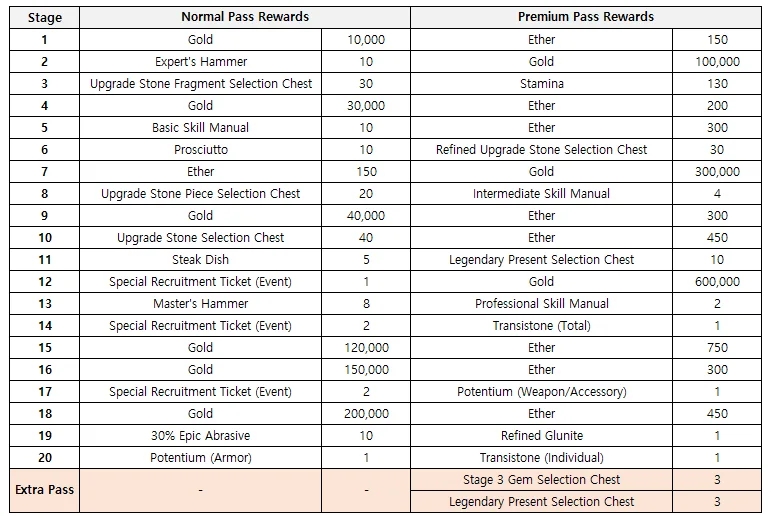 Stage Normal Pass Rewards Premium Pass Rewards
1 Gold 10,000 Ether 150
2 Expert's Hammer 10 Gold 100,000
3 Upgrade Stone Fragment Selection Chest 30 Stamina 130
4 Gold 30,000 Ether 200
5 Basic Skill Manual 10 Ether 300
6 Prosciutto 10 Refined Upgrade Stone Selection Chest 30
7 Ether 150 Gold 300,000
8 Upgrade Stone Piece Selection Chest 20 Intermediate Skill Manual 4
9 Gold 40,000 Ether 300
10 Upgrade Stone Selection Chest 40 Ether 450
11 Steak Dish 5 Legendary Present Selection Chest 10
12 Special Recruitment Ticket (Event) 1 Gold 600,000
13 Master's Hammer 8 Professional Skill Manual 2
14 Special Recruitment Ticket (Event) 2 Transistone (Total) 1
15 Gold 120,000 Ether 750
16 Gold 150,000 Ether 300
17 Special Recruitment Ticket (Event) 2 Potentium (Weapon/Accessory) 1
18 Gold 200,000 Ether 450
19 30% Epic Abrasive 10 Refined Glunite 1
20 Potentium (Armor) 1 Transistone (Individual) 1
Extra Pass - - Stage 3 Gem Selection Chest 3
Legendary Present Selection Chest 3